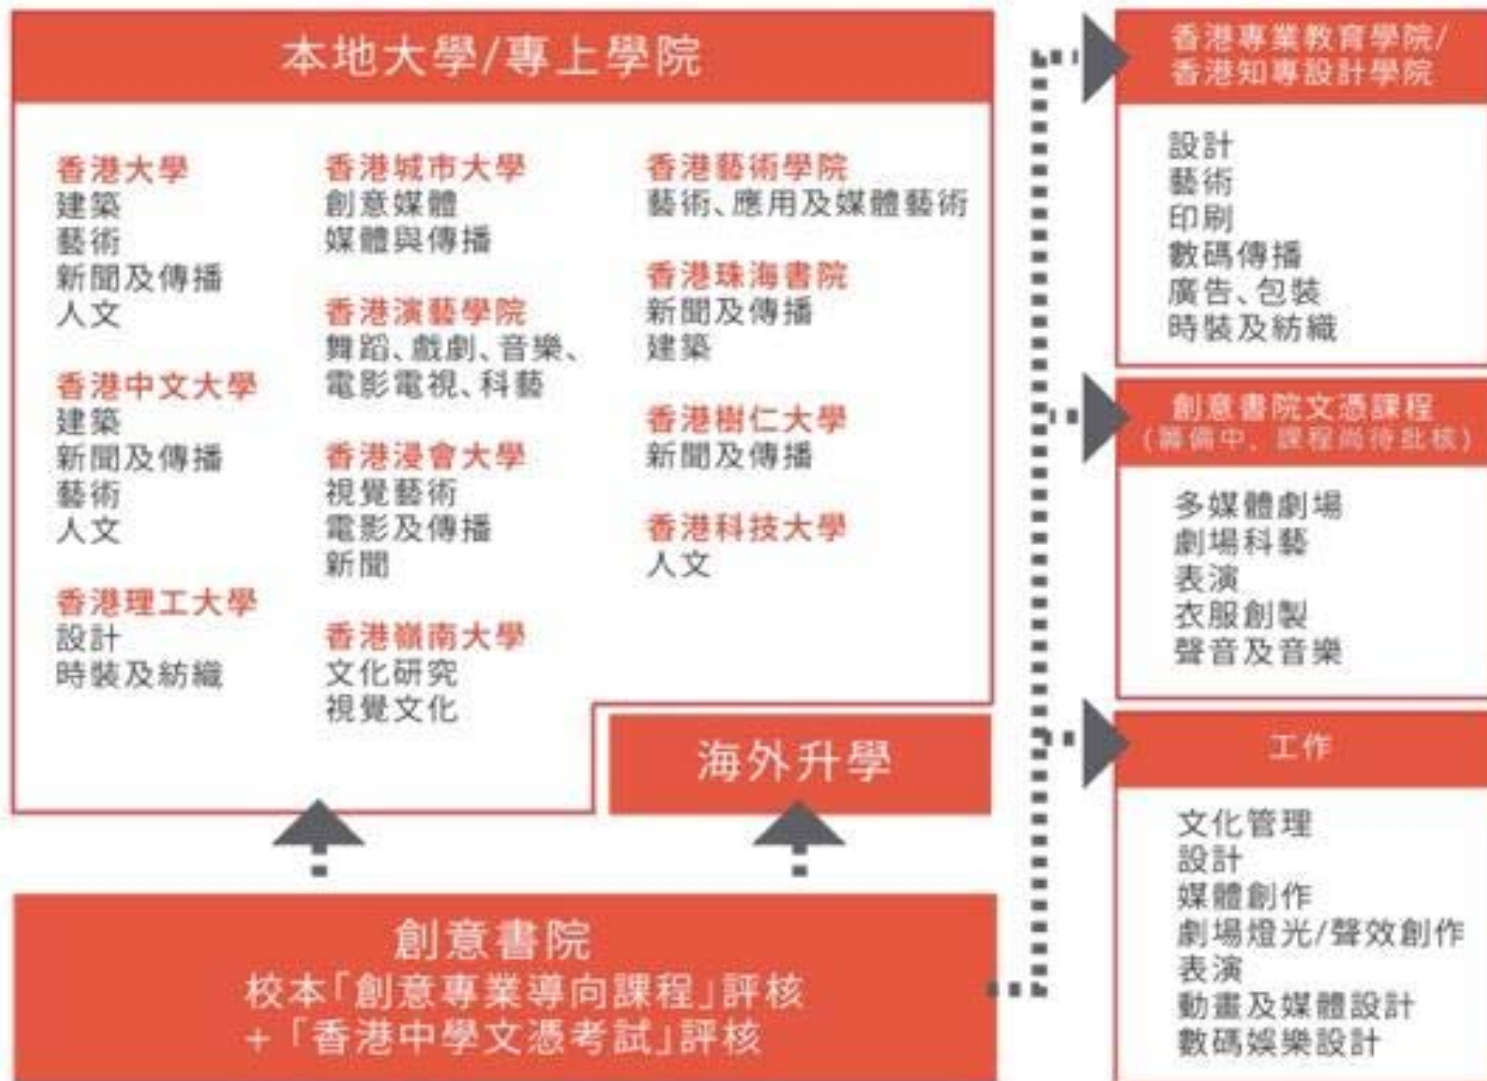 本地大學/專上學院
香港大學
建築
藝術
新聞及傳播
人文
香港中文大學
建築
新聞及傳播
藝術
人文
香港理工大學
設計
時裝及紡織
香港城市大學
創意媒體
媒體與傳播
香港演藝學院
舞蹈、戲劇、音樂、
電影電視、科藝
香港浸會大學
視覺藝術
電影及傳播
新聞
香港嶺南大學
文化研究
視覺文化
香港藝術學院
藝術、應用及媒體藝術
香港珠海書院
新聞及傳播
建築
香港樹仁大學
新聞及傳播
香港科技大學
人文
海外升學
創意書院
校本「創意專業導向課程」評核
+「香港中學文憑考試」評核
香港專業教育學院/
香港知專設計學院
設計
藝術
印刷
數碼傳播
廣告、包裝
時裝及紡織
創意書院文憑課程
(籌備中, 課程尚待批核)
多媒體劇場
劇場科藝
表演
衣服創製
聲音及音樂
工作
文化管理
設計
媒體創作
劇場燈光/聲效創作
表演
動畫及媒體設計
數碼娛樂設計